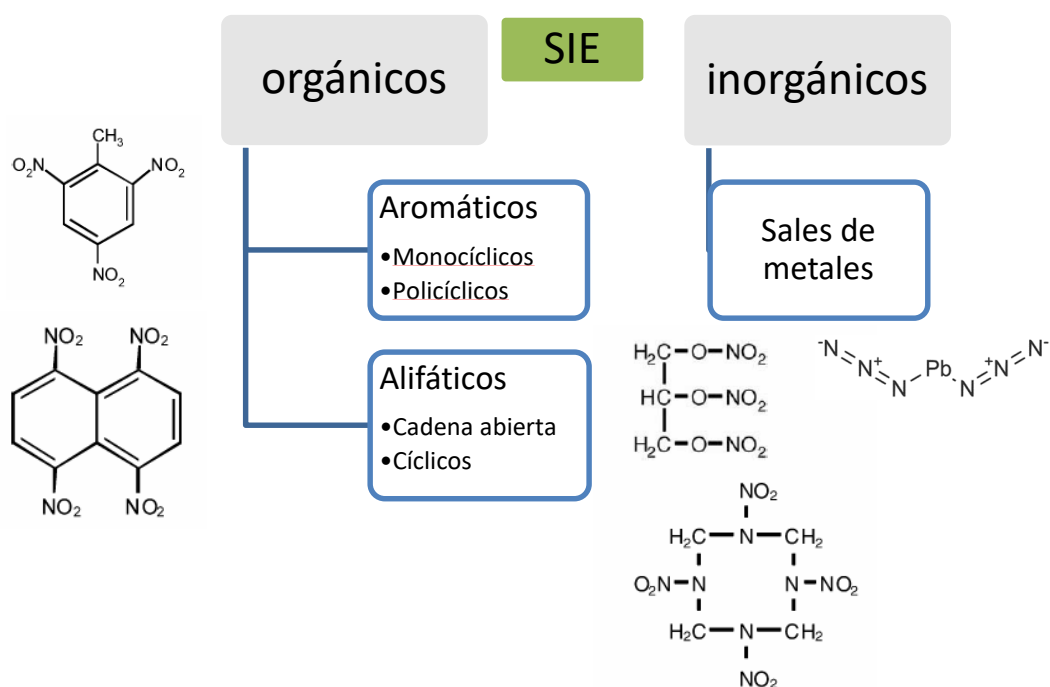 SIE
orgánicos
inorgánicos
CH₃
O₂N
NO₂
NO₂
Aromáticos
•Monocíclicos
•Policíclicos
Sales de
metales
NO₂ NO₂
NO₂ NO₂
Alifáticos
•Cadena abierta
•Cíclicos
H₂C—O—NO₂
HC—O—NO₂
H₂C—O—NO₂
⁻N=N⁺=N-Pb-N=N⁺=N⁻
NO₂
H₂C—N—CH₂
O₂N—N N—NO₂
H₂C—N—CH₂
NO₂